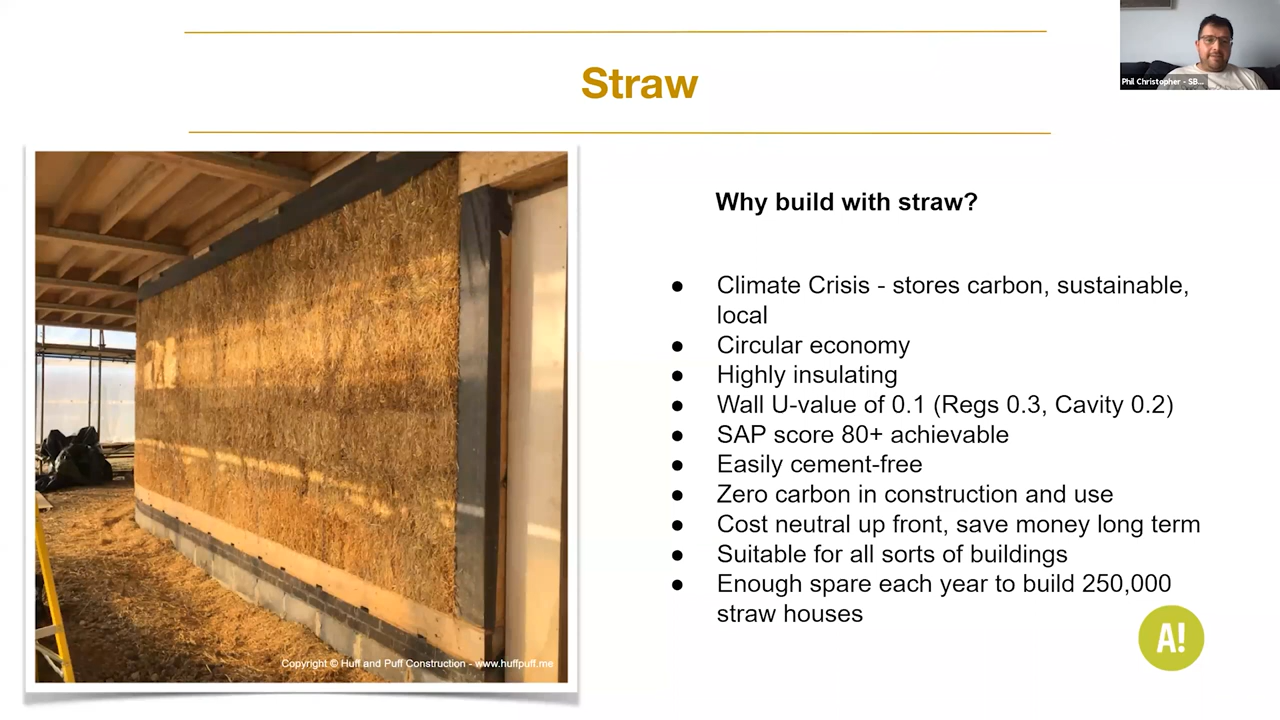 Straw
Phil Christopher - SB...
Why build with straw?
● Climate Crisis - stores carbon, sustainable,
local
● Circular economy
● Highly insulating
● Wall U-value of 0.1 (Regs 0.3, Cavity 0.2)
● SAP score 80+ achievable
● Easily cement-free
● Zero carbon in construction and use
● Cost neutral up front, save money long term
● Suitable for all sorts of buildings
● Enough spare each year to build 250,000
straw houses
Copyright © Huff and Puff Construction - www.huffpuff.me
A!